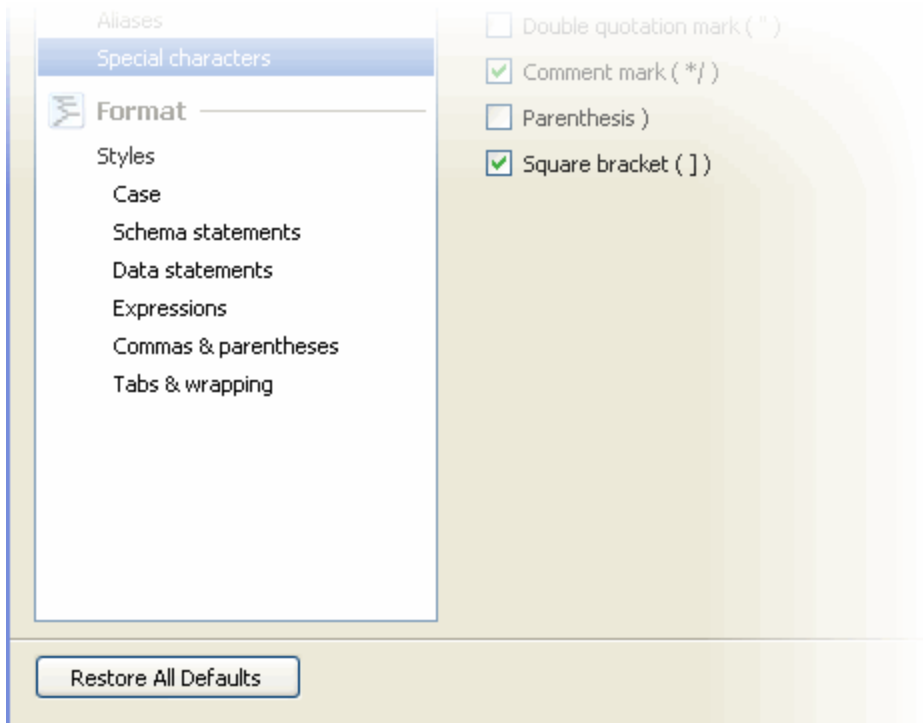 Aliases
Special characters
Format
Styles
Case
Schema statements
Data statements
Expressions
Commas & parentheses
Tabs & wrapping
Double quotation mark ( " )
Comment mark ( */ )
Parenthesis )
Square bracket ( ] )
Restore All Defaults